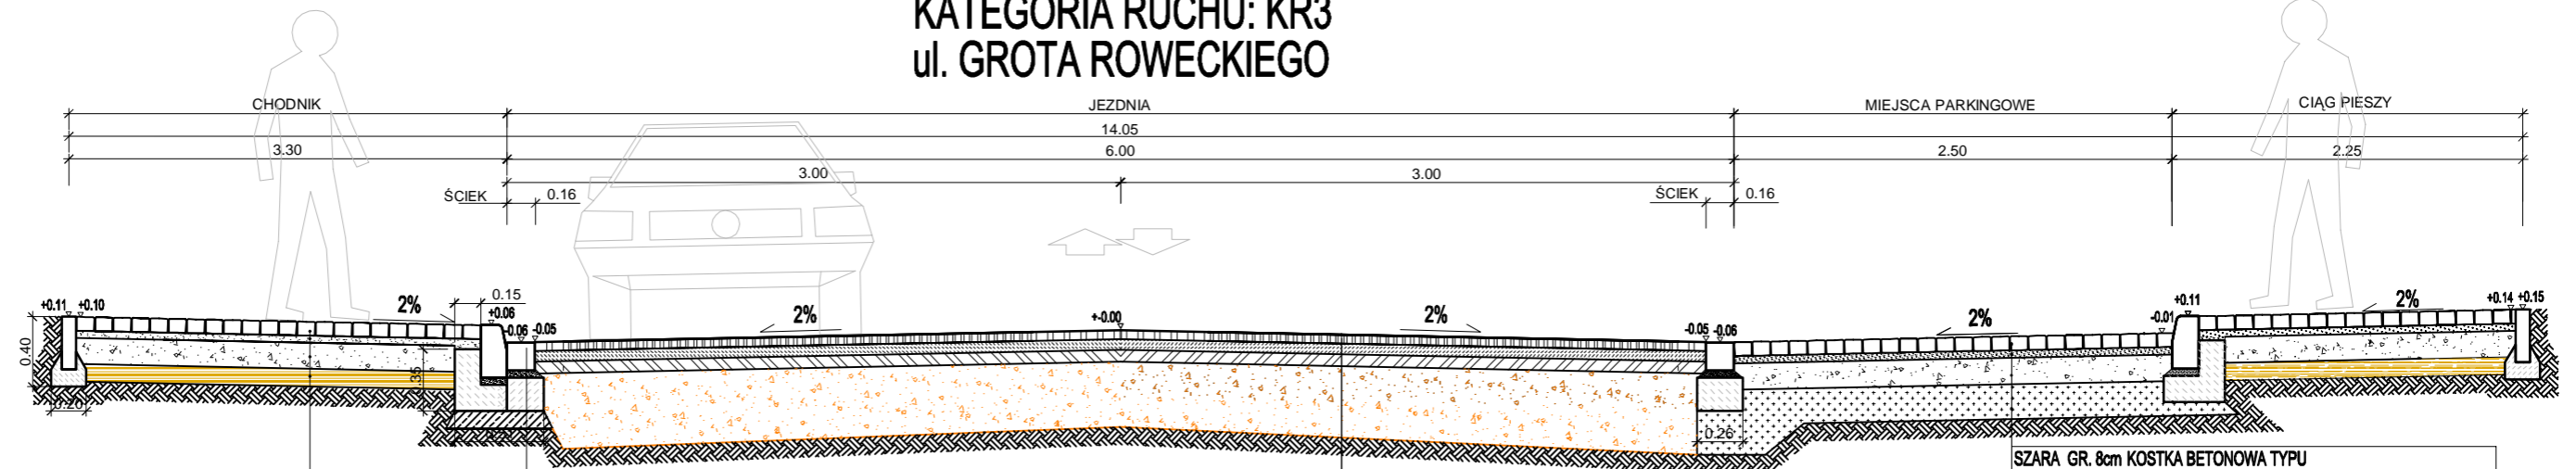 KATEGORIA RUCHU: KR3
ul. GROTA ROWECKIEGO
CHODNIK JEZDNIA MIEJSCA PARKINGOWE CIĄG PIESZY
14.05
3.30 6.00 2.50 2.25
3.00 3.00
ŚCIEK 0.16 ŚCIEK 0.16
+0.11 +0.10 2% 0.15 +0.06 -0.06 -0.05 2% +-0.00 2% -0.05 -0.06 2% -0.01 +0.11 2% +0.14 +0.15
0.40 0.35
0.20 0.26
SZARA GR. 8cm KOSTKA BETONOWA TYPU